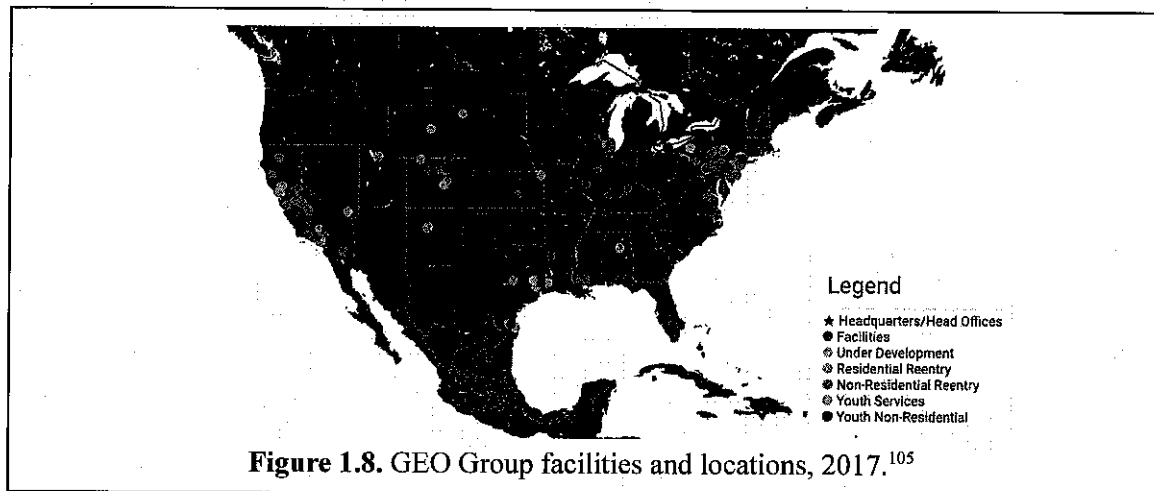 Legend
★ Headquarters/Head Offices
● Facilities
● Under Development
● Residential Reentry
● Non-Residential Reentry
● Youth Services
● Youth Non-Residential
Figure 1.8. GEO Group facilities and locations, 2017.¹⁰⁵